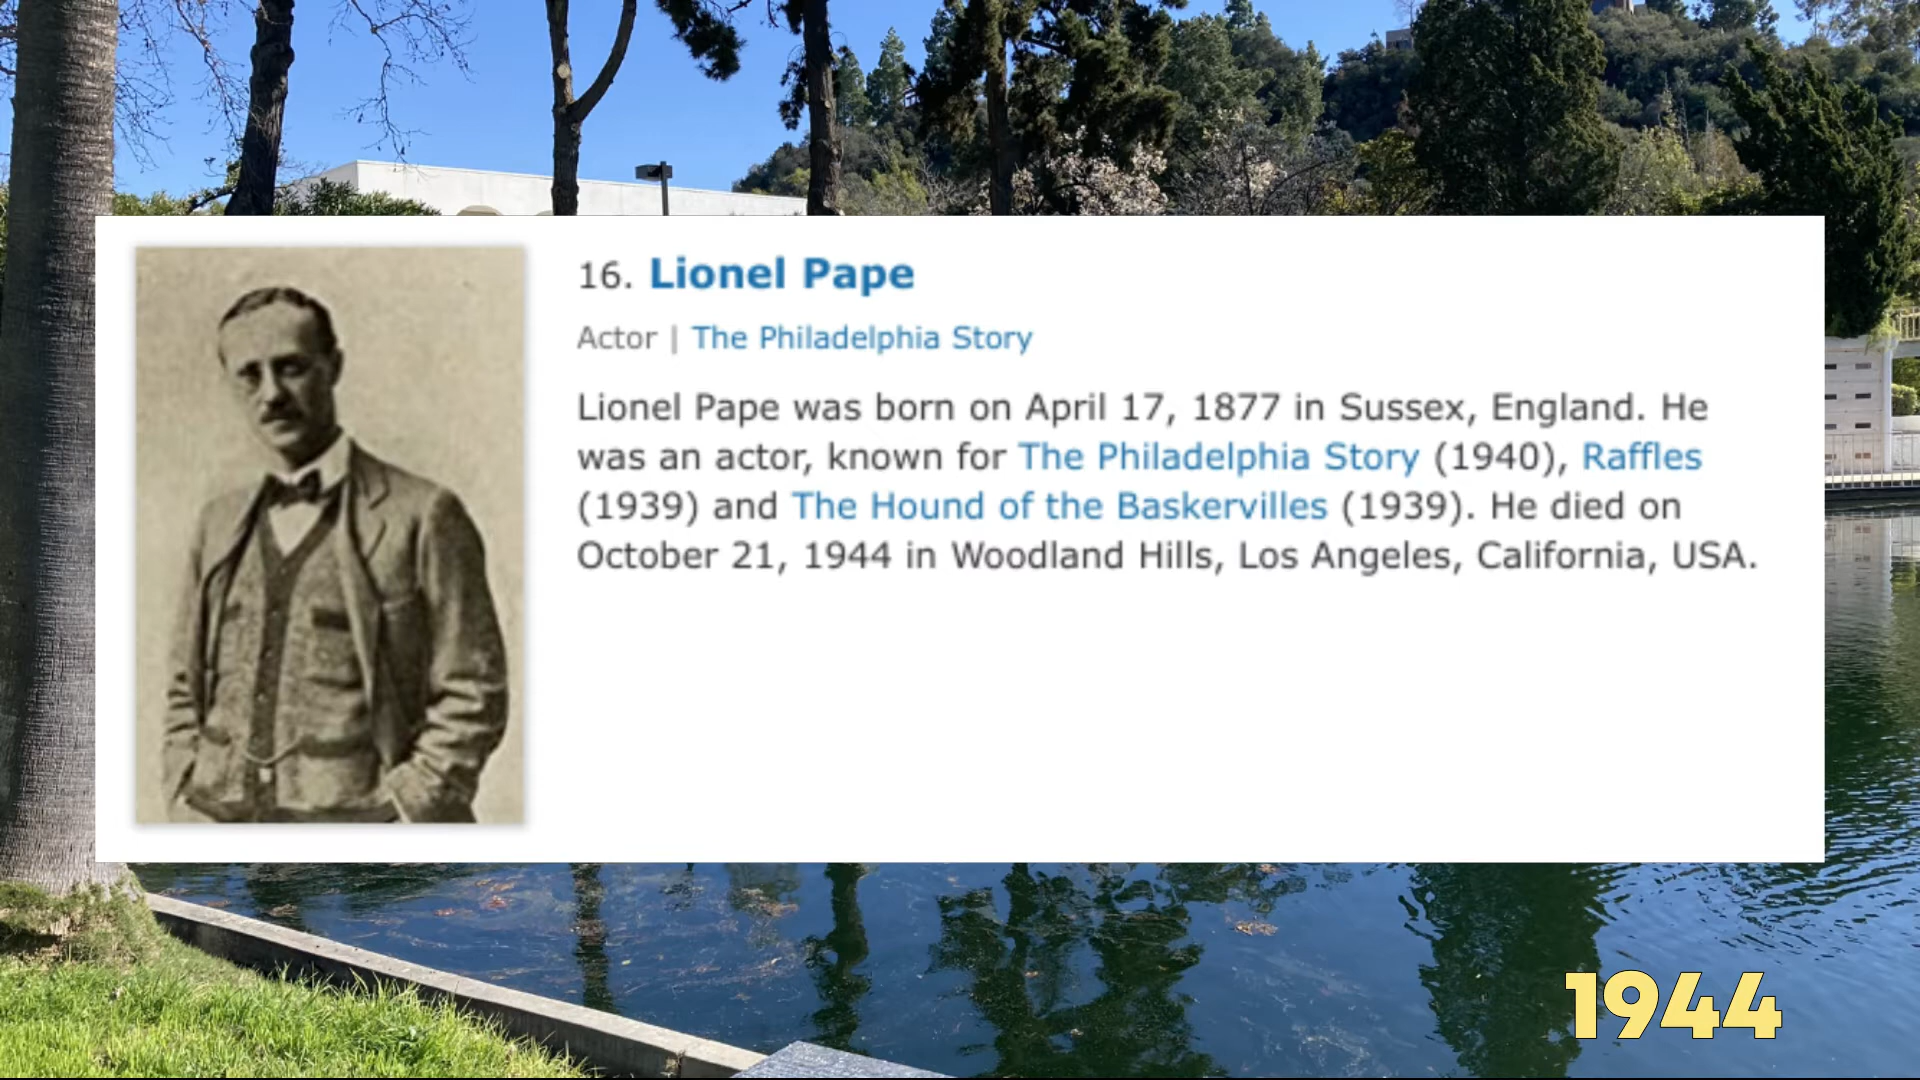 16. Lionel Pape
Actor | The Philadelphia Story
Lionel Pape was born on April 17, 1877 in Sussex, England. He
was an actor, known for The Philadelphia Story (1940), Raffles
(1939) and The Hound of the Baskervilles (1939). He died on
October 21, 1944 in Woodland Hills, Los Angeles, California, USA.
1944